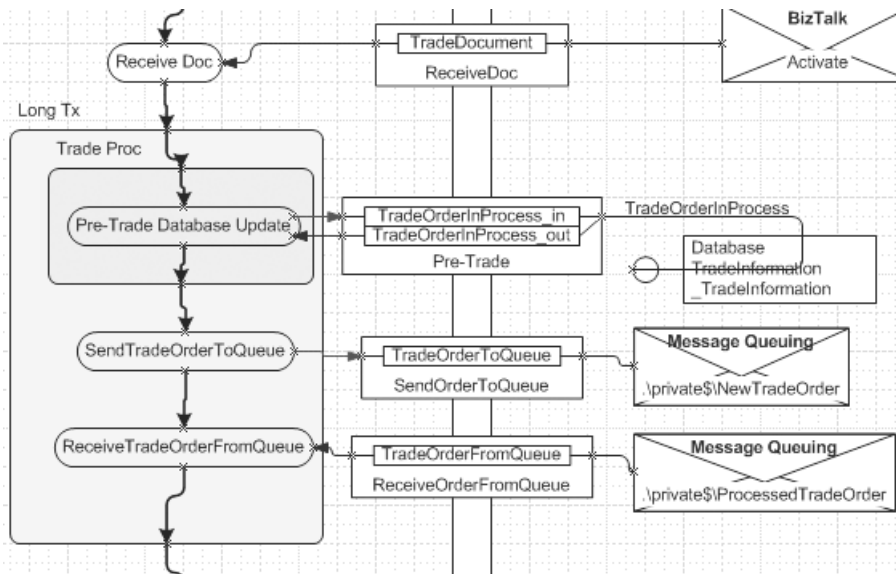 BizTalk
TradeDocument
Receive Doc
Activate
ReceiveDoc
Long Tx
Trade Proc
TradeOrderInProcess_in
TradeOrderInProcess
Pre-Trade Database Update
TradeOrderInProcess_out
Database
Pre-Trade
TradeInformation
_TradeInformation
Message Queuing
SendTradeOrderToQueue
TradeOrderToQueue
SendOrderToQueue
.\private$\NewTradeOrder
ReceiveTradeOrderFromQueue
TradeOrderFromQueue
Message Queuing
ReceiveOrderFromQueue
.\private$\ProcessedTradeOrder